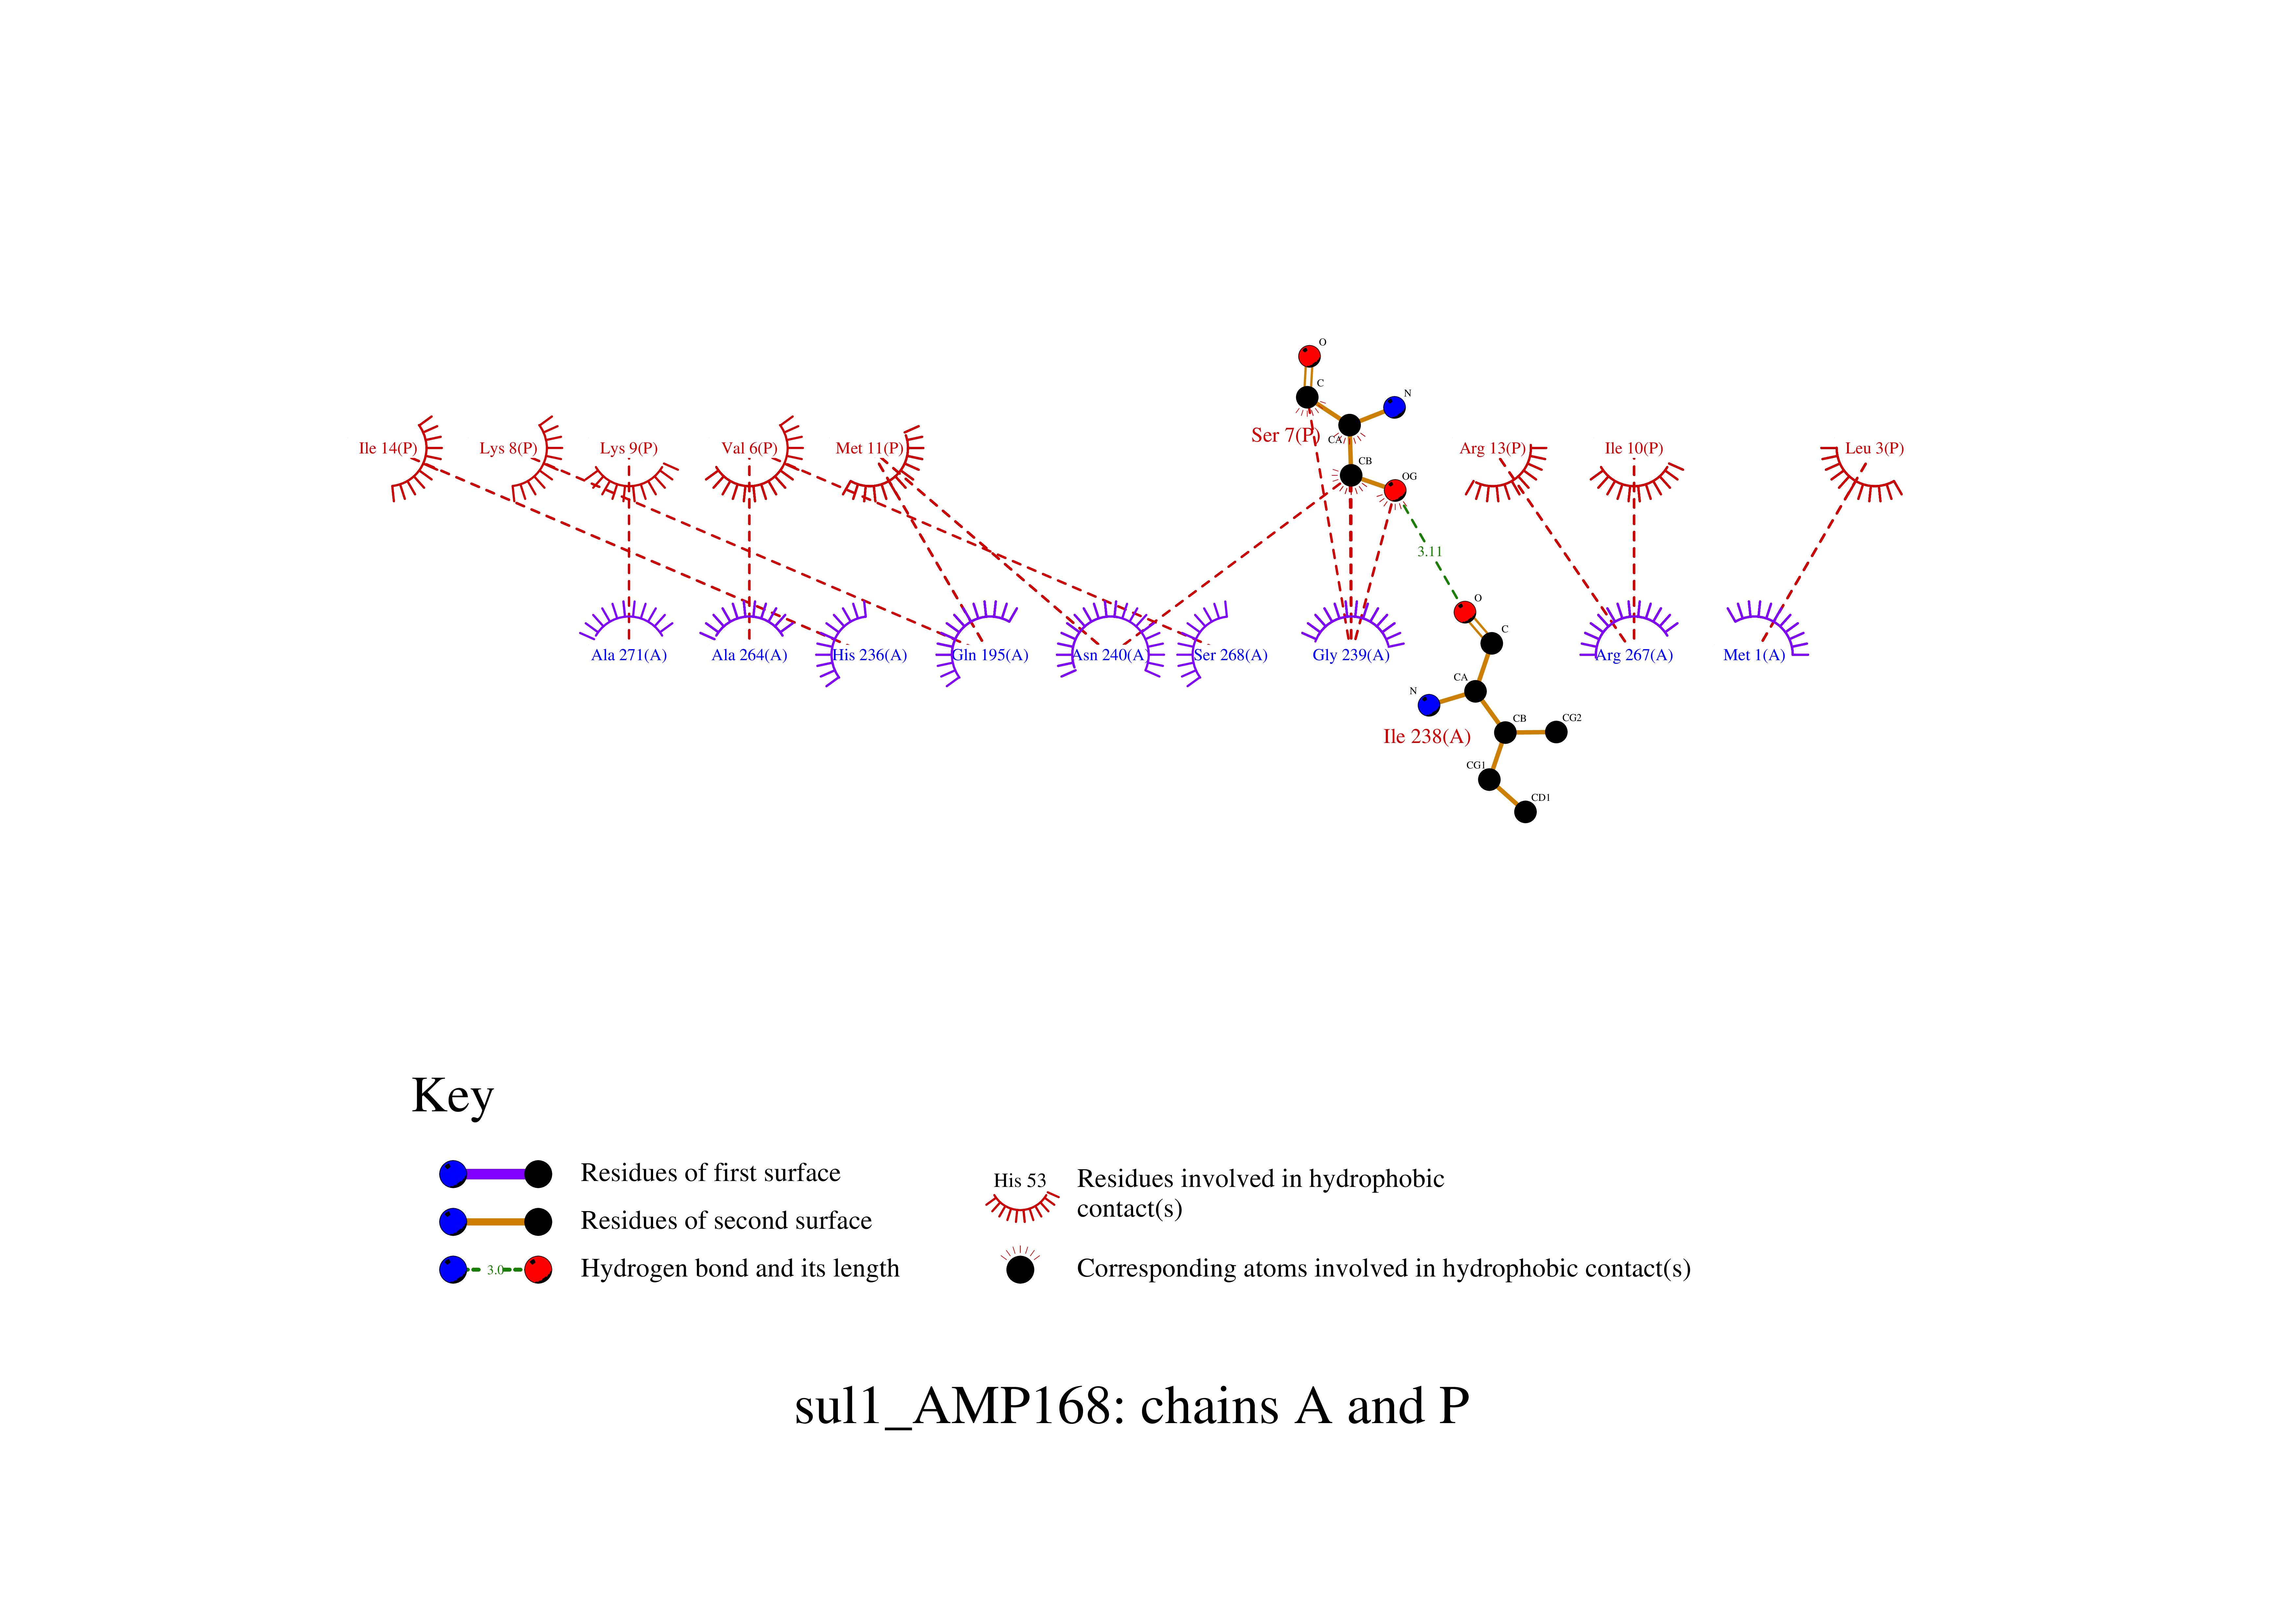 O
C
N
Ser 7(P)
CA
CB
OG
Ile 14(P) Lys 8(P) Lys 9(P) Val 6(P) Met 11(P) Arg 13(P) Ile 10(P) Leu 3(P)
3.11
O
C
Ala 271(A) Ala 264(A) His 236(A) Gln 195(A) Asn 240(A) Ser 268(A) Gly 239(A) Arg 267(A) Met 1(A)
CA
N
CB
CG2
Ile 238(A)
CG1
CD1
Key
Residues of first surface
Residues of second surface
3.0
Hydrogen bond and its length
His 53
Residues involved in hydrophobic
contact(s)
Corresponding atoms involved in hydrophobic contact(s)
sul1_AMP168: chains A and P